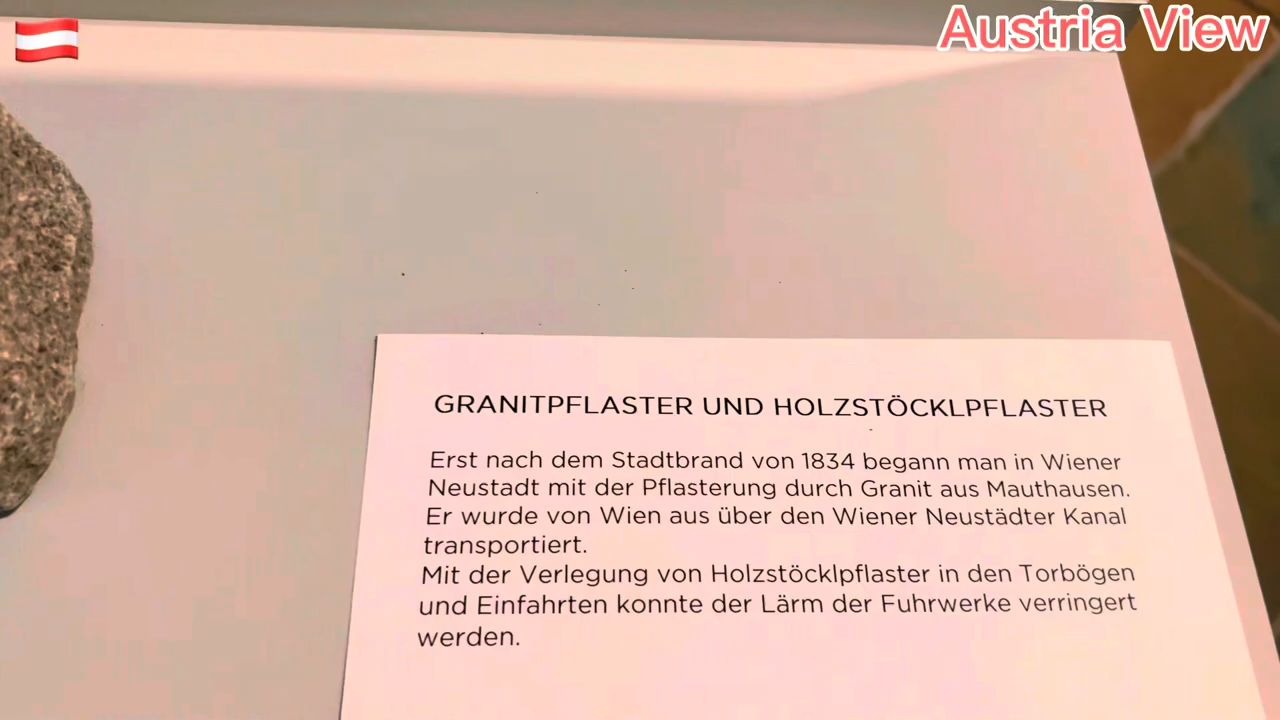 Austria View
GRANITPFLASTER UND HOLZSTÖCKLPFLASTER
Erst nach dem Stadtbrand von 1834 begann man in Wiener
Neustadt mit der Pflasterung durch Granit aus Mauthausen.
Er wurde von Wien aus über den Wiener Neustädter Kanal
transportiert.
Mit der Verlegung von Holzstöcklpflaster in den Torbögen
und Einfahrten konnte der Lärm der Fuhrwerke verringert
werden.